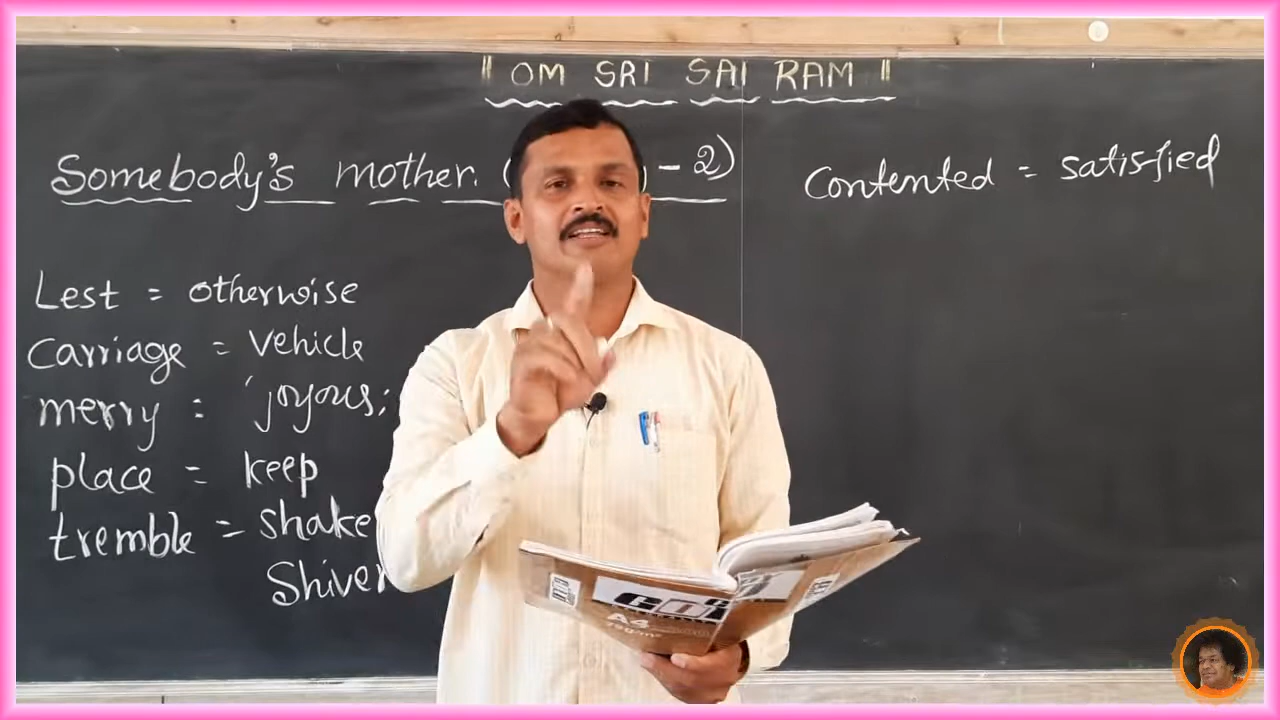 " OM SRI SAI RAM "
Somebody's mother. ( - 2)
Contented = satisfied
Lest = otherwise
Carriage = vehicle
merry = 'joyous;
place = keep
tremble = shake
Shiver
A4